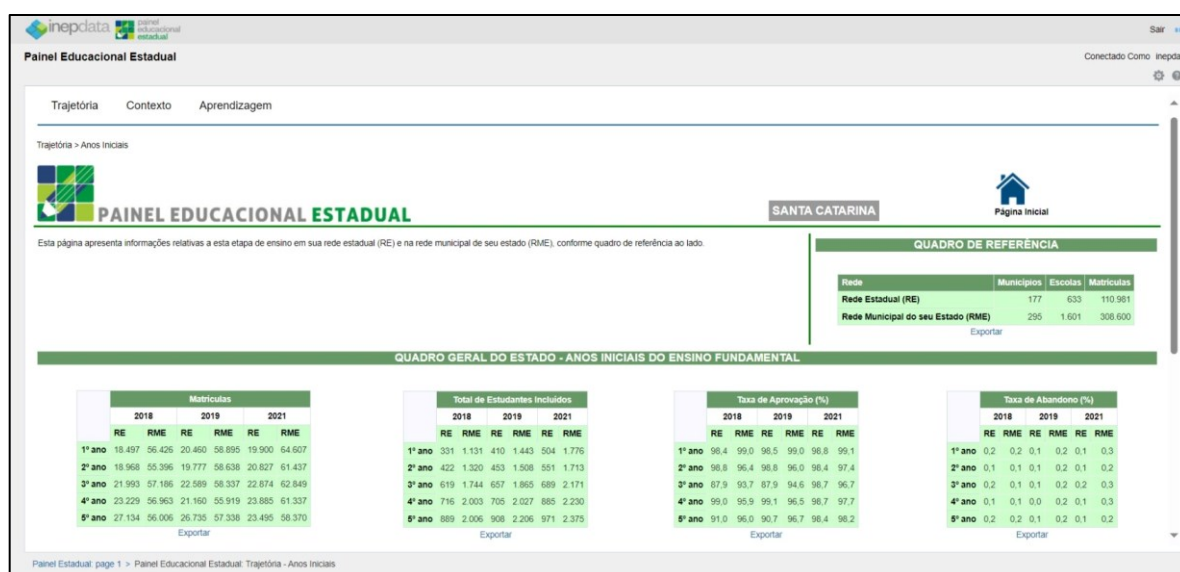 inepdata painel educacional estadual
Sair
Painel Educacional Estadual
Conectado Como inepda
Trajetória Contexto Aprendizagem
Trajetória > Anos Iniciais
PAINEL EDUCACIONAL ESTADUAL
SANTA CATARINA
Página Inicial
Esta página apresenta informações relativas a esta etapa de ensino em sua rede estadual (RE) e na rede municipal de seu estado (RME), conforme quadro de referência ao lado.
QUADRO DE REFERÊNCIA
Rede Municípios Escolas Matrículas
Rede Estadual (RE) 177 633 110.981
Rede Municipal do seu Estado (RME) 295 1.601 308.600
Exportar
QUADRO GERAL DO ESTADO - ANOS INICIAIS DO ENSINO FUNDAMENTAL
Matrículas
2018 2019 2021
RE RME RE RME RE RME
1º ano 18.497 56.426 20.460 58.895 19.900 64.607
2º ano 18.968 55.396 19.777 58.638 20.827 61.437
3º ano 21.993 57.186 22.589 58.337 22.874 62.849
4º ano 23.229 56.963 21.160 55.919 23.885 61.337
5º ano 27.134 56.006 26.735 57.338 23.495 58.370
Exportar
Total de Estudantes Incluídos
2018 2019 2021
RE RME RE RME RE RME
1º ano 331 1.131 410 1.443 504 1.776
2º ano 422 1.320 453 1.508 551 1.713
3º ano 619 1.744 657 1.865 689 2.171
4º ano 716 2.003 705 2.027 885 2.230
5º ano 889 2.006 908 2.206 971 2.375
Exportar
Taxa de Aprovação (%)
2018 2019 2021
RE RME RE RME RE RME
1º ano 98,4 99,0 98,5 99,0 98,8 99,1
2º ano 98,8 96,4 98,8 96,0 98,4 97,4
3º ano 87,9 93,7 87,9 94,6 98,7 96,7
4º ano 99,0 95,9 99,1 96,5 98,7 97,7
5º ano 91,0 96,0 90,7 96,7 98,4 98,2
Exportar
Taxa de Abandono (%)
2018 2019 2021
RE RME RE RME RE RME
1º ano 0,2 0,2 0,1 0,2 0,1 0,3
2º ano 0,1 0,1 0,1 0,2 0,1 0,2
3º ano 0,2 0,1 0,1 0,2 0,2 0,3
4º ano 0,1 0,1 0,0 0,2 0,1 0,3
5º ano 0,2 0,2 0,1 0,2 0,1 0,2
Exportar
Painel Estadual: page 1 > Painel Educacional Estadual: Trajetória - Anos Iniciais